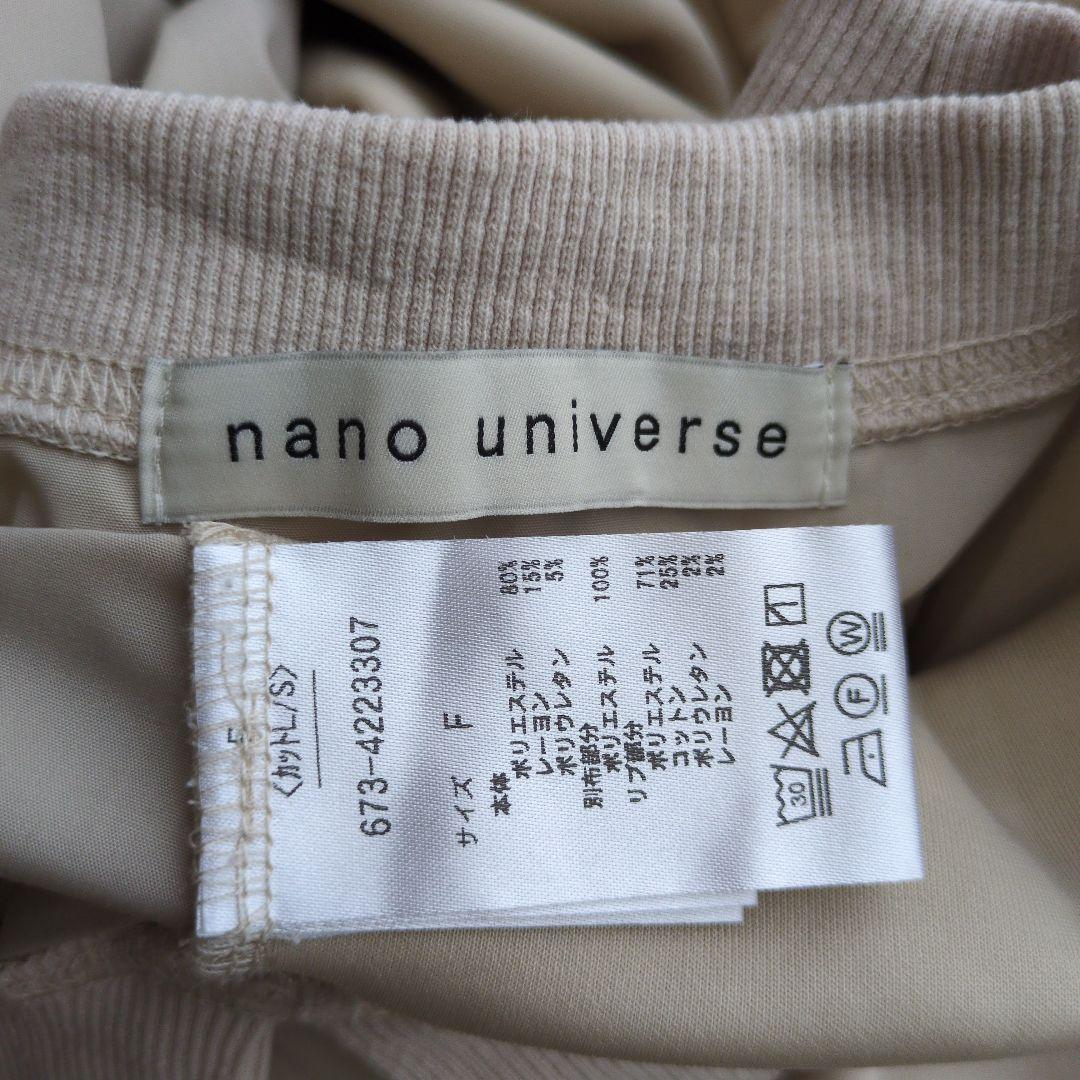 nano universe
〈カットL/S〉
673-4223307
サイズ F
本体
ポリエステル 80%
レーヨン 15%
ポリウレタン 5%
別布部分
ポリエステル 100%
リブ部分
ポリエステル 71%
コットン 25%
ポリウレタン 2%
レーヨン 2%
30
F
W